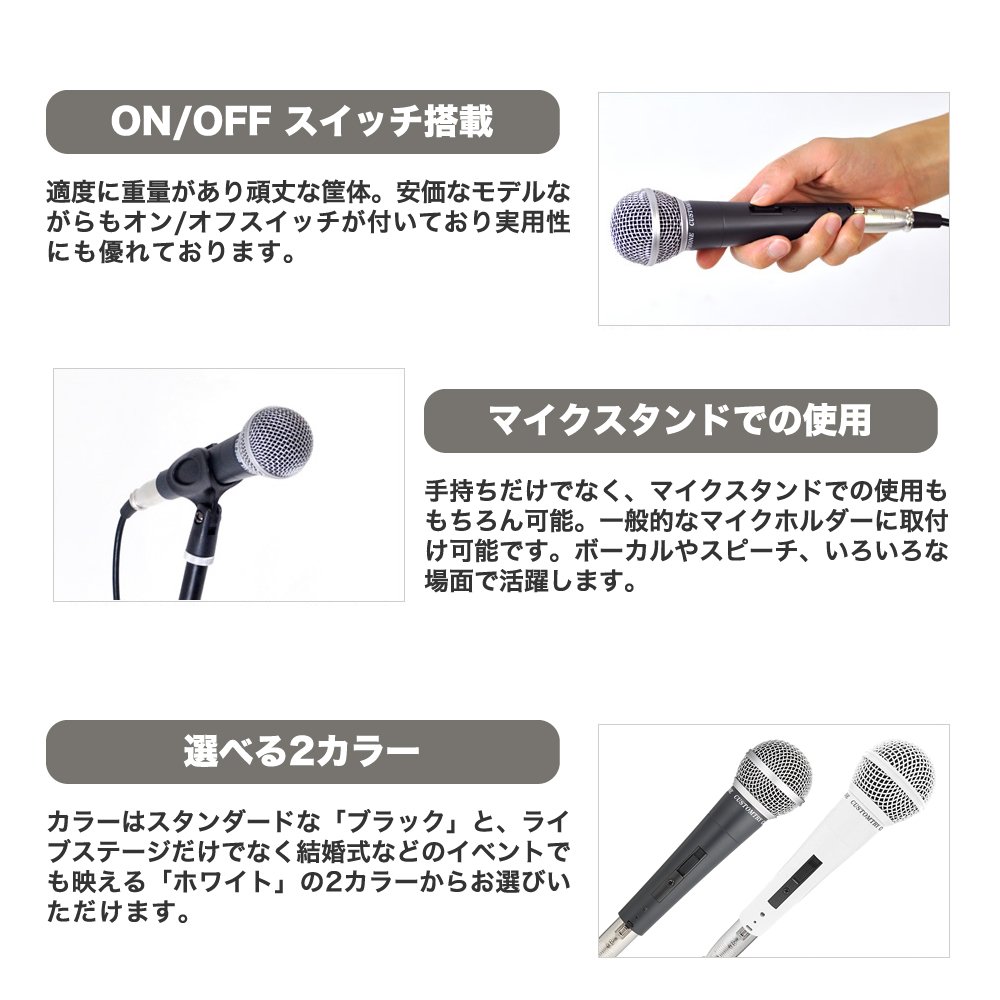 ON/OFF スイッチ搭載
適度に重量があり頑丈な筐体。安価なモデルな
がらもオン/オフスイッチが付いており実用性
にも優れております。
マイクスタンドでの使用
手持ちだけでなく、マイクスタンドでの使用も
もちろん可能。一般的なマイクホルダーに取付
け可能です。ボーカルやスピーチ、いろいろな
場面で活躍します。
選べる2カラー
カラーはスタンダードな「ブラック」と、ライ
ブステージだけでなく結婚式などのイベントで
も映える「ホワイト」の2カラーからお選びい
ただけます。